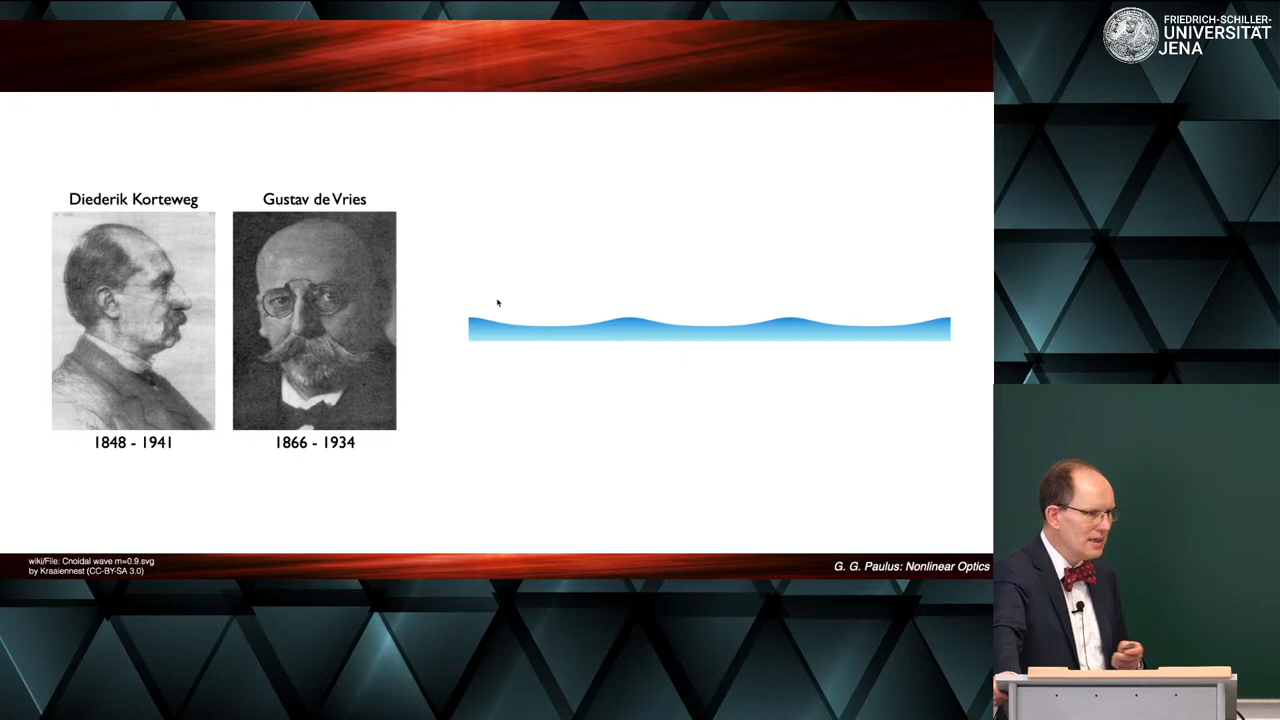 FRIEDRICH-SCHILLER-
UNIVERSITÄT
JENA
Diederik Korteweg
Gustav de Vries
1848 - 1941
1866 - 1934
wiki/File: Cnoidal wave m=0.9.svg
by Kraaiennest (CC-BY-SA 3.0)
G. G. Paulus: Nonlinear Optics